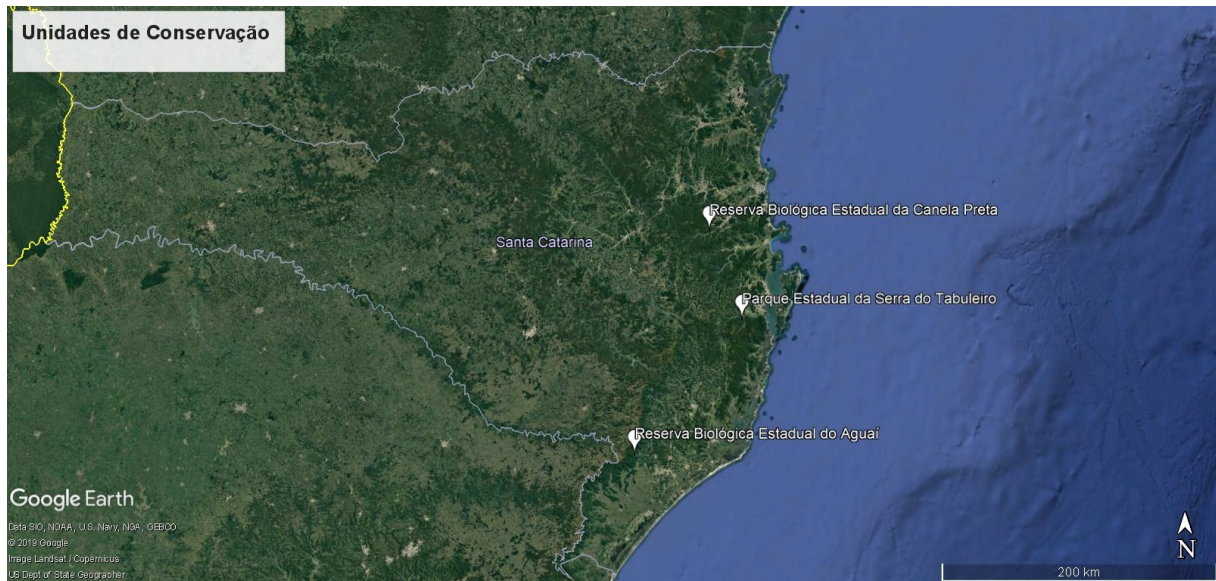 Unidades de Conservação
Reserva Biológica Estadual da Canela Preta
Santa Catarina
Parque Estadual da Serra do Tabuleiro
Reserva Biológica Estadual do Aguaí
Google Earth
Data SIO, NOAA, U.S. Navy, NGA, GEBCO
© 2019 Google
Image Landsat / Copernicus
US Dept of State Geographer
N
200 km